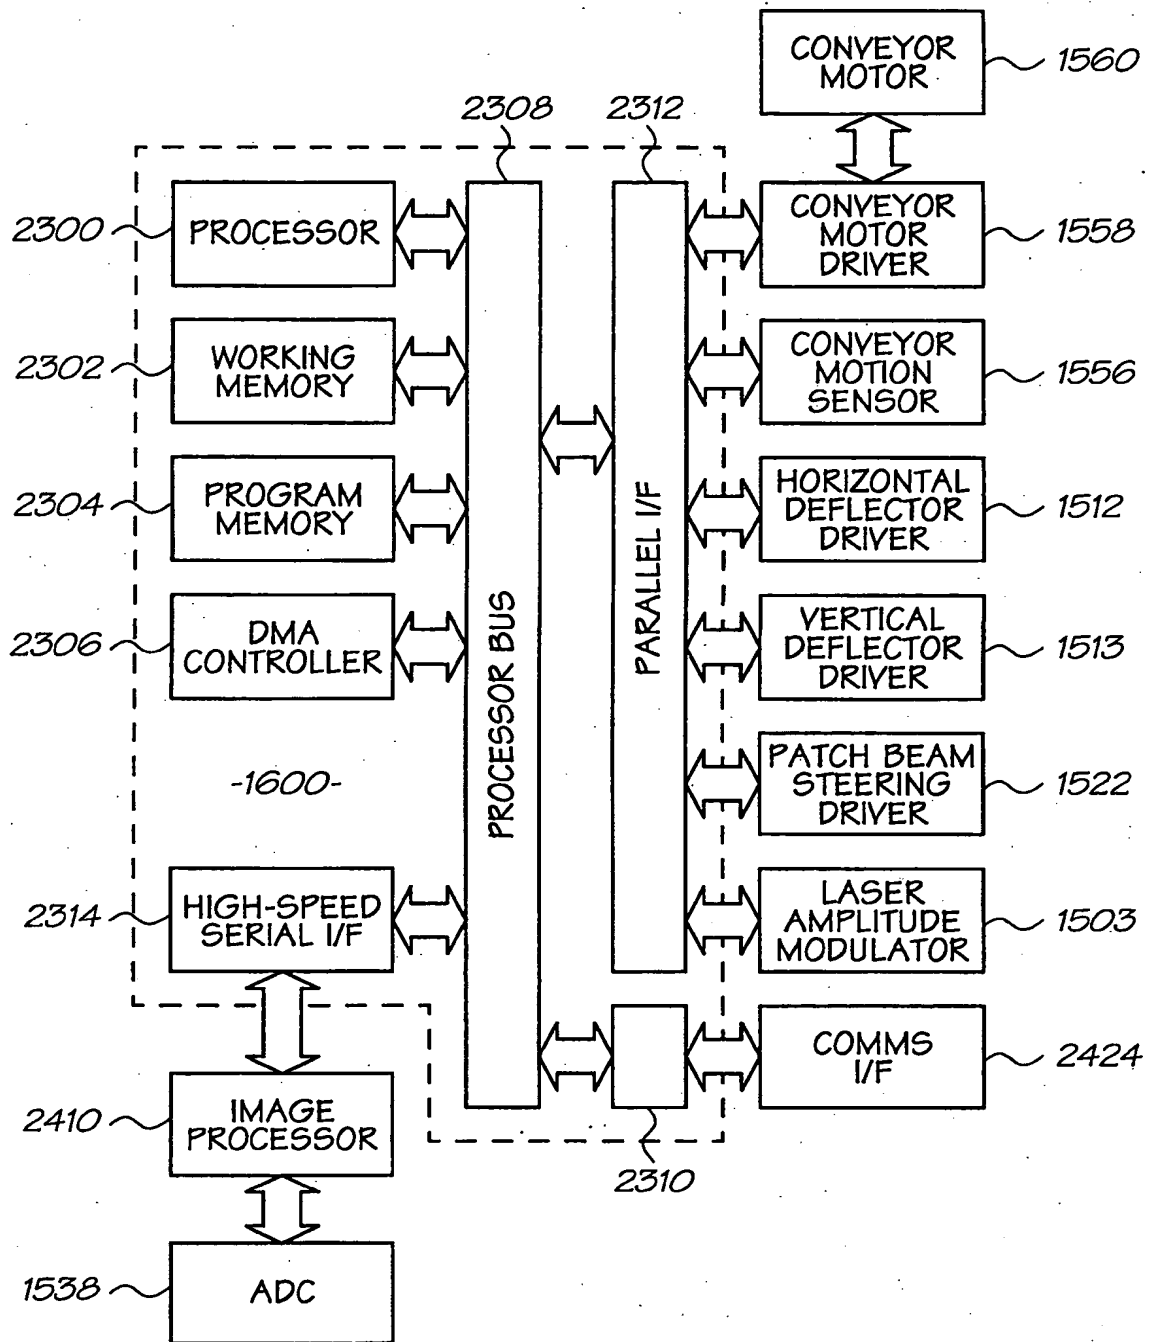 CONVEYOR
MOTOR
1560
2308
2312
2300
PROCESSOR
CONVEYOR
MOTOR
DRIVER
1558
2302
WORKING
MEMORY
CONVEYOR
MOTION
SENSOR
1556
2304
PROGRAM
MEMORY
HORIZONTAL
DEFLECTOR
DRIVER
1512
2306
DMA
CONTROLLER
PROCESSOR BUS
PARALLEL I/F
VERTICAL
DEFLECTOR
DRIVER
1513
-1600-
PATCH BEAM
STEERING
DRIVER
1522
2314
HIGH-SPEED
SERIAL I/F
LASER
AMPLITUDE
MODULATOR
1503
COMMS
I/F
2424
2410
IMAGE
PROCESSOR
2310
1538
ADC